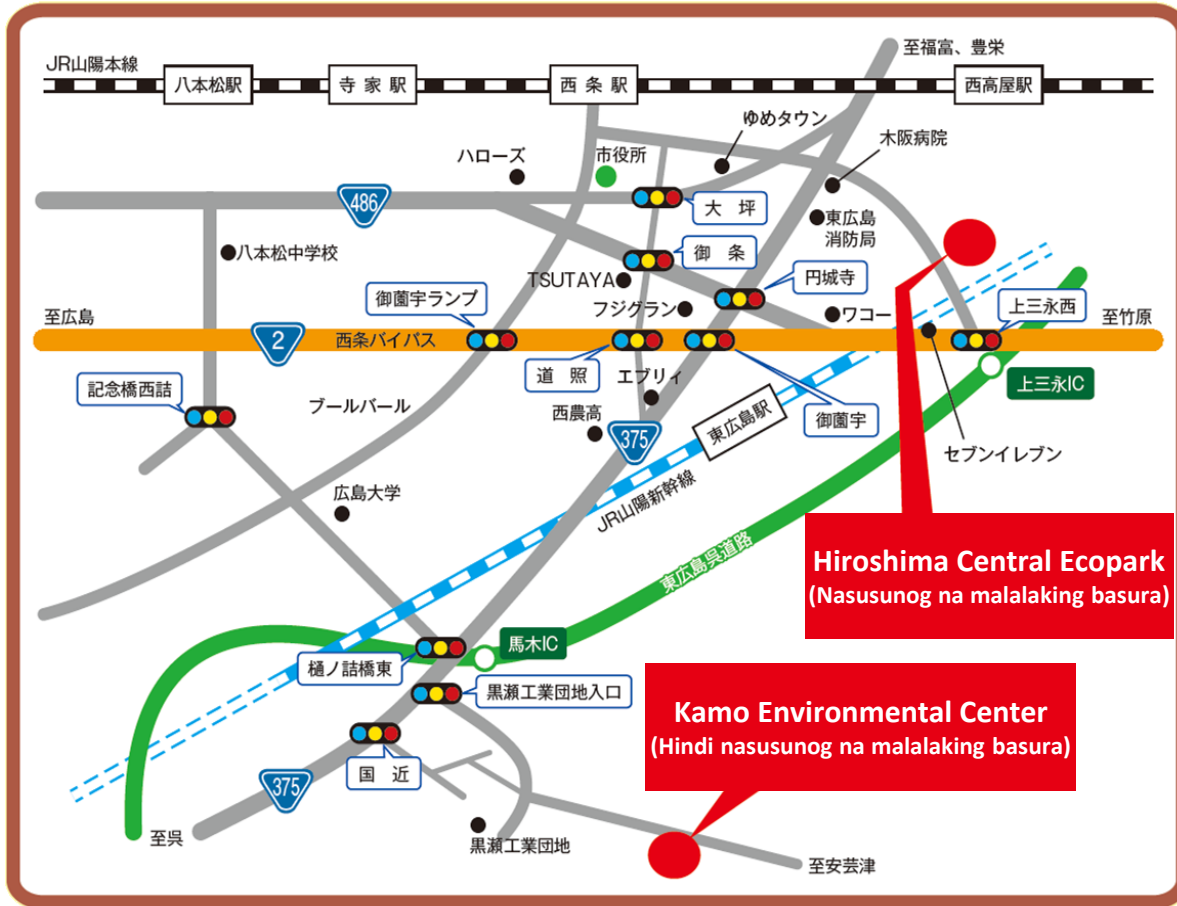 至福富、豊栄
JR山陽本線
八本松駅
寺家駅
西条駅
西高屋駅
ゆめタウン
木阪病院
ハローズ
市役所
486
大坪
東広島
消防局
御条
八本松中学校
TSUTAYA
円城寺
御薗宇ランプ
フジグラン
ワコー
上三永西
至広島
至竹原
2
西条バイパス
道照
エブリィ
記念橋西詰
ブールバール
西農高
375
東広島駅
御薗宇
上三永IC
セブンイレブン
広島大学
JR山陽新幹線
東広島呉道路
Hiroshima Central Ecopark
(Nasusunog na malalaking basura)
馬木IC
樋ノ詰橋東
黒瀬工業団地入口
Kamo Environmental Center
(Hindi nasusunog na malalaking basura)
国近
375
至呉
黒瀬工業団地
至安芸津